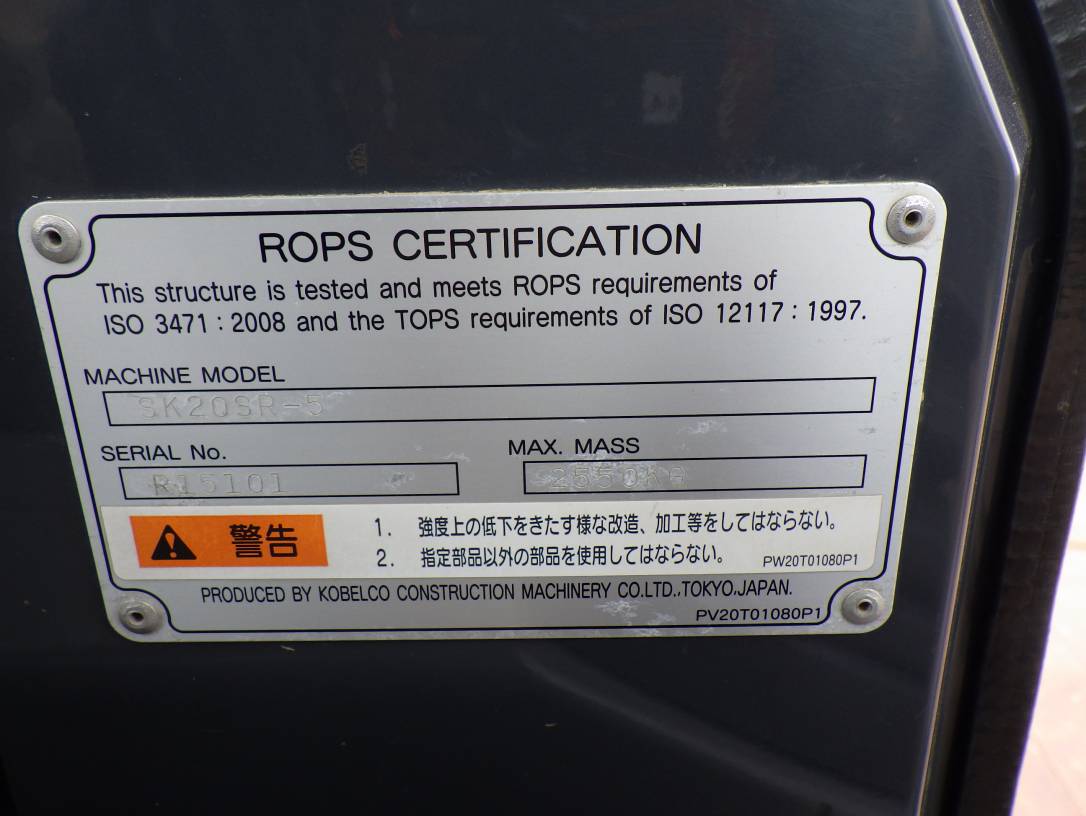 ROPS CERTIFICATION
This structure is tested and meets ROPS requirements of
ISO 3471 : 2008 and the TOPS requirements of ISO 12117 : 1997.
MACHINE MODEL
SK20SR-5
SERIAL No.
R15101
MAX. MASS
2550KG
警告
1. 強度上の低下をきたす様な改造、加工等をしてはならない。
2. 指定部品以外の部品を使用してはならない。
PW20T01080P1
PRODUCED BY KOBELCO CONSTRUCTION MACHINERY CO.LTD.,TOKYO.JAPAN.
PV20T01080P1